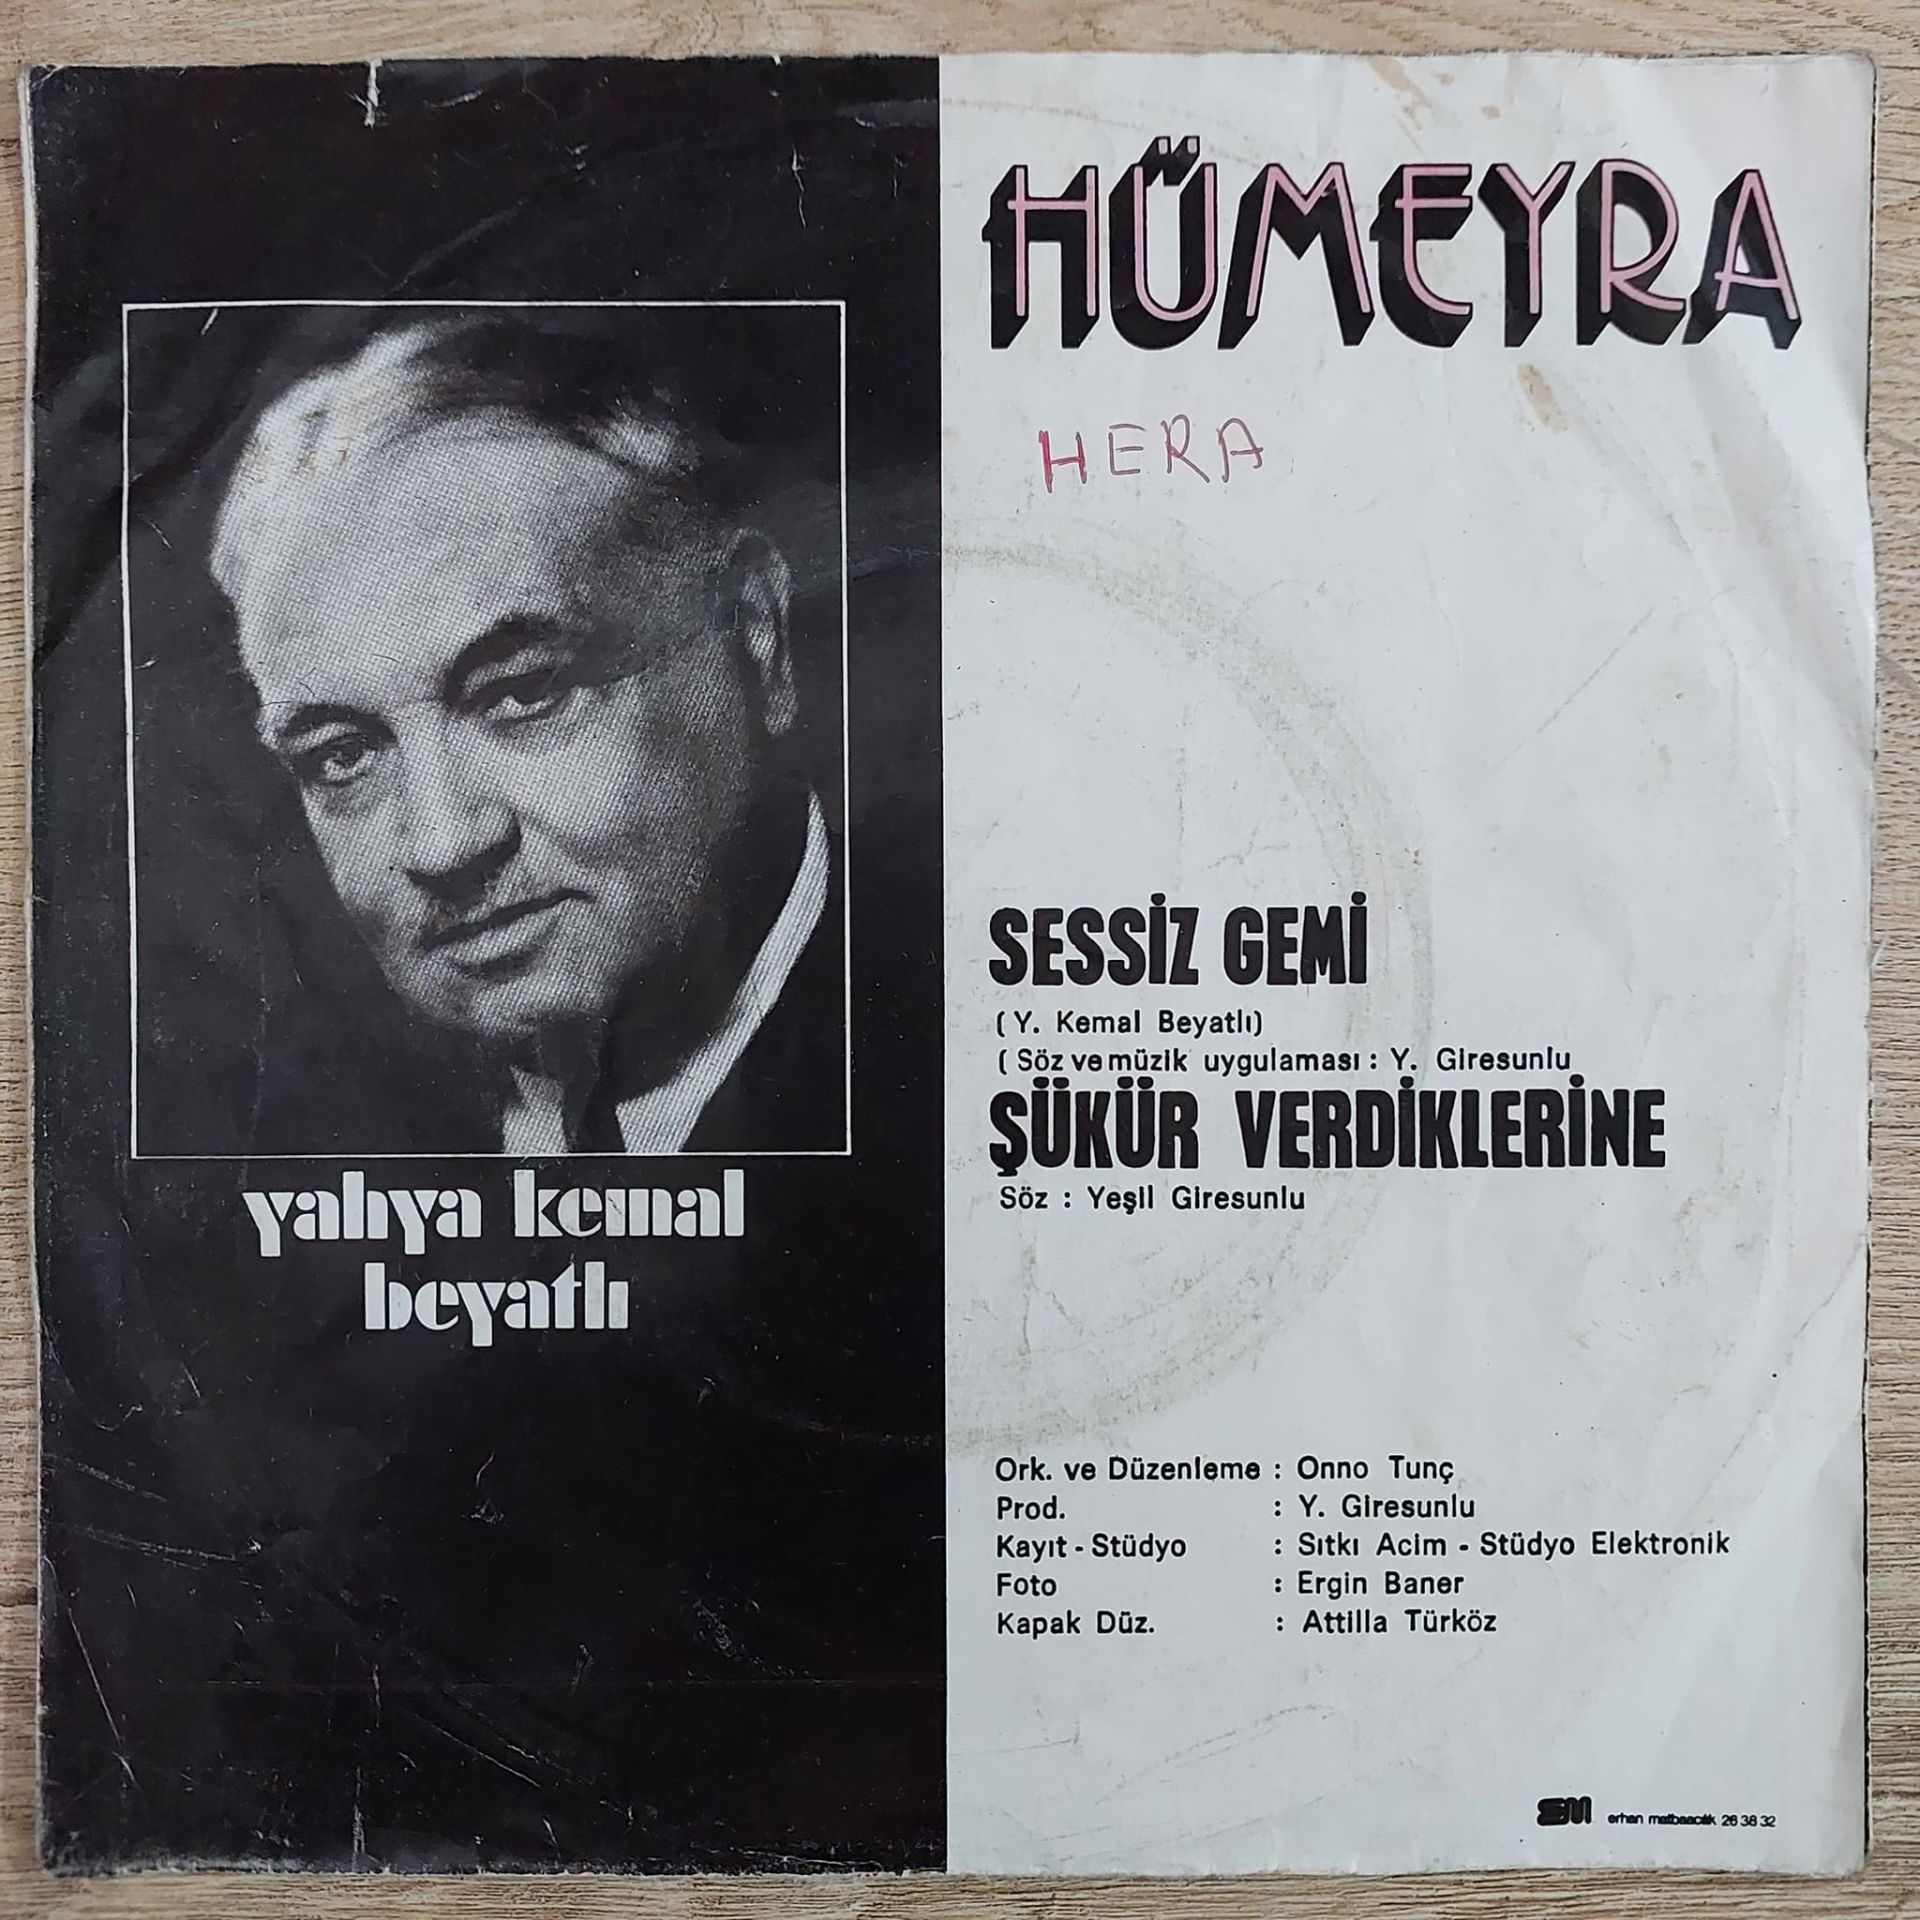 HÜMEYRA
HERA
yahya kemal
beyatlı
SESSİZ GEMİ
( Y. Kemal Beyatlı)
( Söz ve müzik uygulaması : Y. Giresunlu
ŞÜKÜR VERDİKLERİNE
Söz : Yeşil Giresunlu
Ork. ve Düzenleme : Onno Tunç
Prod. : Y. Giresunlu
Kayıt - Stüdyo : Sıtkı Acim - Stüdyo Elektronik
Foto : Ergin Baner
Kapak Düz. : Attilla Türköz
EM erhan matbaacılık 26 38 32